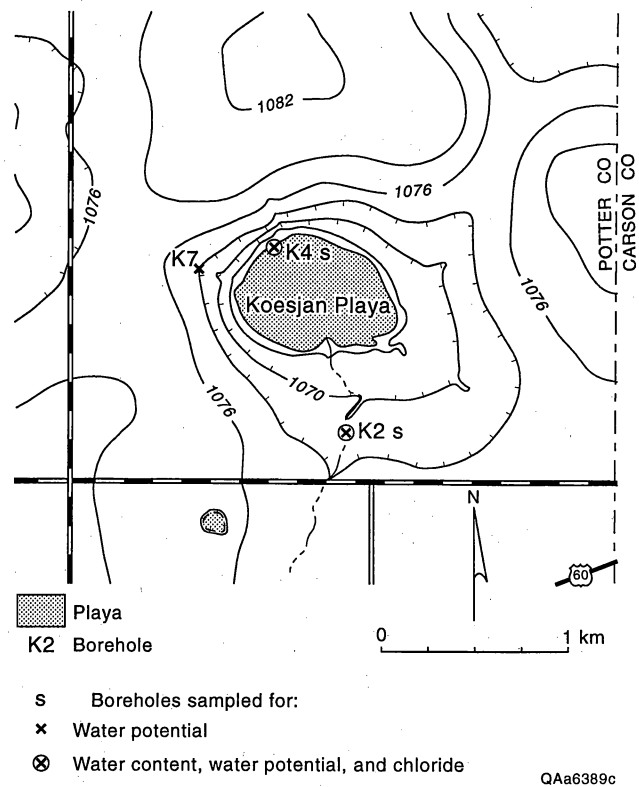 1082
1076
1076
POTTER CO
CARSON CO
K7
K4 s
Koesjan Playa
1076
1070
1076
K2 s
N
60
Playa
K2 Borehole
0 1 km
s Boreholes sampled for:
× Water potential
⊗ Water content, water potential, and chloride
QAa6389c